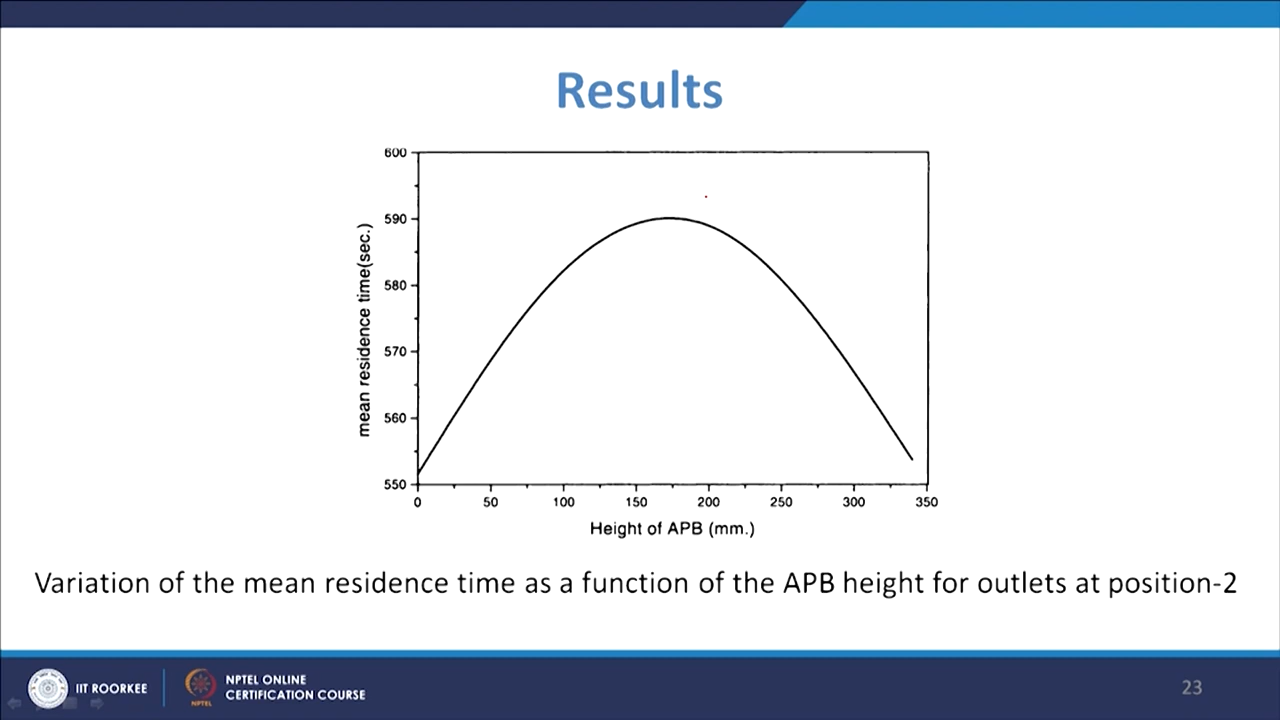 Results
600
590
580
570
560
550
mean residence time(sec.)
0 50 100 150 200 250 300 350
Height of APB (mm.)
Variation of the mean residence time as a function of the APB height for outlets at position-2
IIT ROORKEE
NPTEL
NPTEL ONLINE
CERTIFICATION COURSE
23